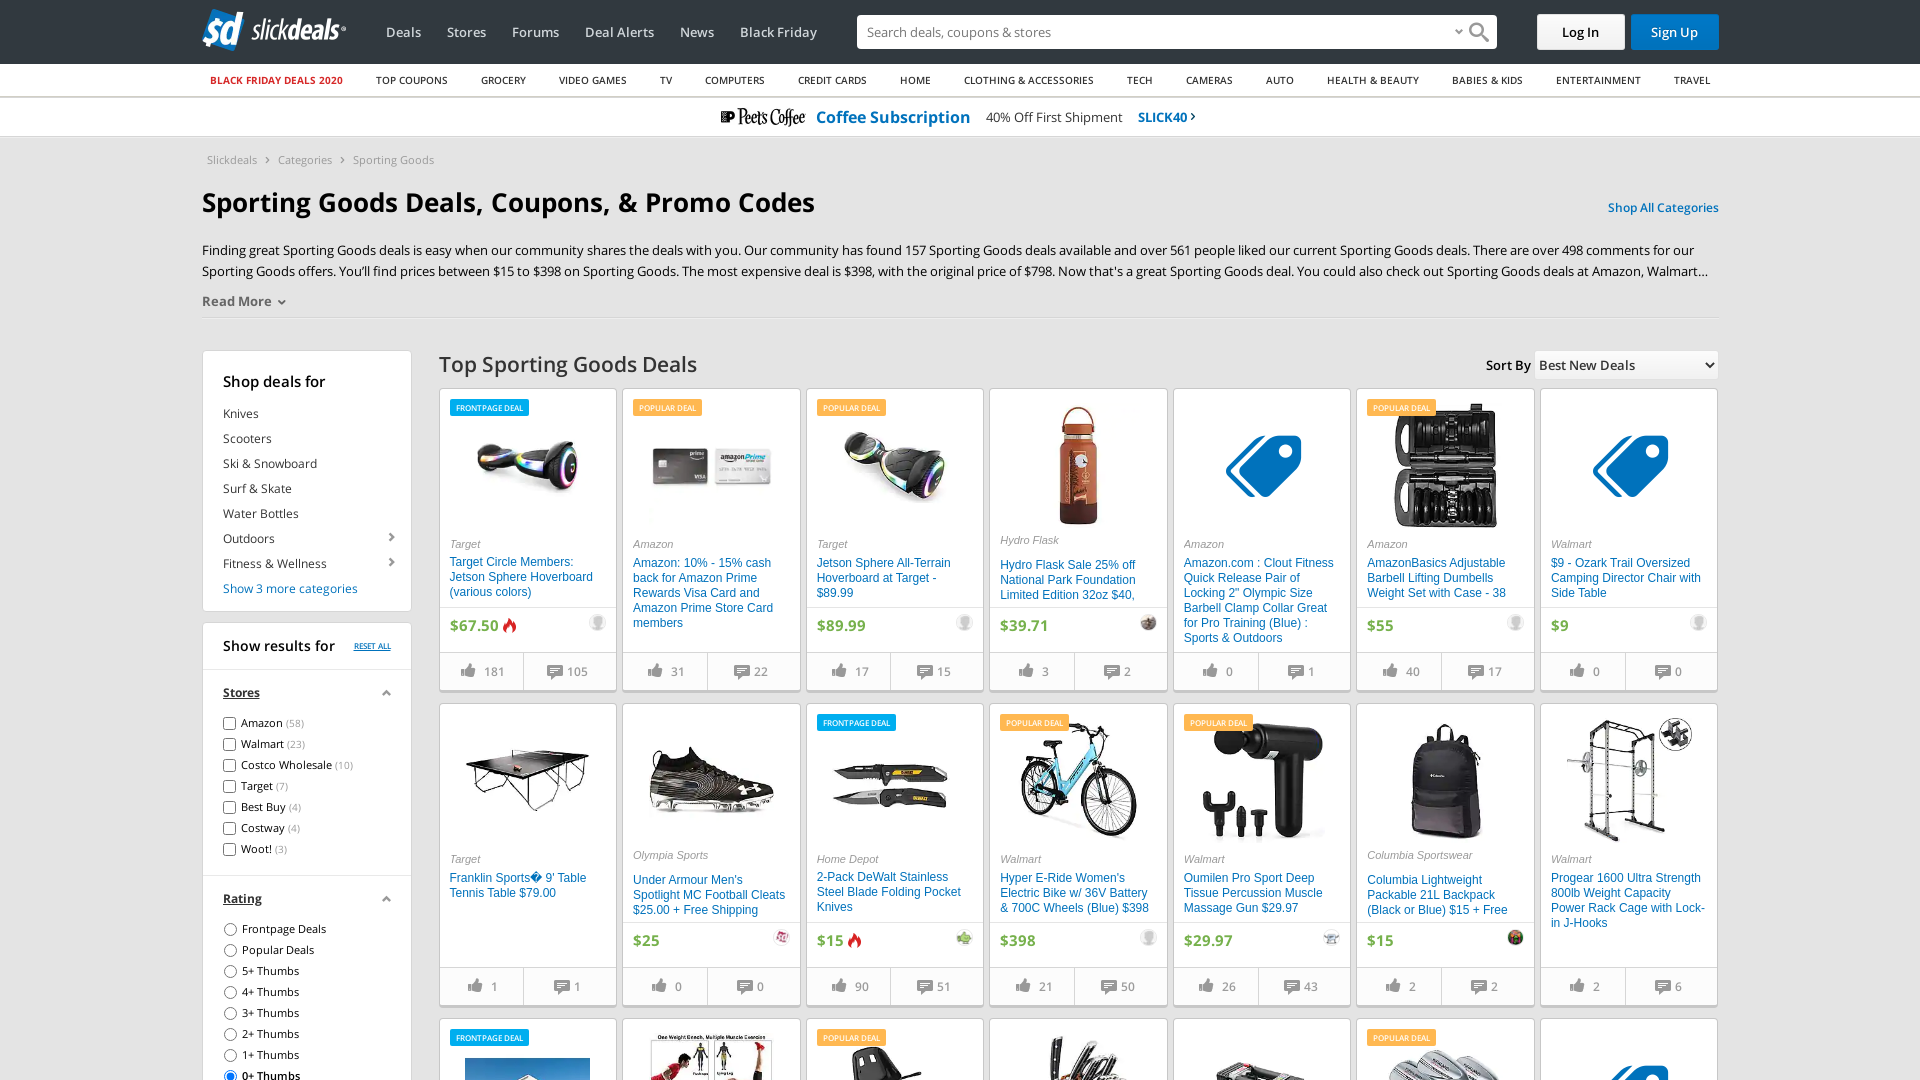 sd slickdeals
Deals Stores Forums Deal Alerts News Black Friday
Search deals, coupons & stores
Log In
Sign Up
BLACK FRIDAY DEALS 2020 TOP COUPONS GROCERY VIDEO GAMES TV COMPUTERS CREDIT CARDS HOME CLOTHING & ACCESSORIES TECH CAMERAS AUTO HEALTH & BEAUTY BABIES & KIDS ENTERTAINMENT TRAVEL
Peet's Coffee Coffee Subscription 40% Off First Shipment SLICK40
Slickdeals Categories Sporting Goods
Sporting Goods Deals, Coupons, & Promo Codes
Shop All Categories
Finding great Sporting Goods deals is easy when our community shares the deals with you. Our community has found 157 Sporting Goods deals available and over 561 people liked our current Sporting Goods deals. There are over 498 comments for our
Sporting Goods offers. You'll find prices between $15 to $398 on Sporting Goods. The most expensive deal is $398, with the original price of $798. Now that's a great Sporting Goods deal. You could also check out Sporting Goods deals at Amazon, Walmart…
Read More
Shop deals for
Knives
Scooters
Ski & Snowboard
Surf & Skate
Water Bottles
Outdoors
Fitness & Wellness
Show 3 more categories
Show results for RESET ALL
Stores
Amazon (58)
Walmart (23)
Costco Wholesale (10)
Target (7)
Best Buy (4)
Costway (4)
Woot! (3)
Rating
Frontpage Deals
Popular Deals
5+ Thumbs
4+ Thumbs
3+ Thumbs
2+ Thumbs
1+ Thumbs
0+ Thumbs
Top Sporting Goods Deals
Sort By Best New Deals
FRONTPAGE DEAL
Target
Target Circle Members:
Jetson Sphere Hoverboard
(various colors)
$67.50
181 105
POPULAR DEAL
Amazon
Amazon: 10% - 15% cash
back for Amazon Prime
Rewards Visa Card and
Amazon Prime Store Card
members
31 22
POPULAR DEAL
Target
Jetson Sphere All-Terrain
Hoverboard at Target -
$89.99
$89.99
17 15
Hydro Flask
Hydro Flask Sale 25% off
National Park Foundation
Limited Edition 32oz $40,
$39.71
3 2
Amazon
Amazon.com : Clout Fitness
Quick Release Pair of
Locking 2" Olympic Size
Barbell Clamp Collar Great
for Pro Training (Blue) :
Sports & Outdoors
0 1
POPULAR DEAL
Amazon
AmazonBasics Adjustable
Barbell Lifting Dumbells
Weight Set with Case - 38
$55
40 17
Walmart
$9 - Ozark Trail Oversized
Camping Director Chair with
Side Table
$9
0 0
Target
Franklin Sports� 9' Table
Tennis Table $79.00
1 1
Olympia Sports
Under Armour Men's
Spotlight MC Football Cleats
$25.00 + Free Shipping
$25
0 0
FRONTPAGE DEAL
Home Depot
2-Pack DeWalt Stainless
Steel Blade Folding Pocket
Knives
$15
90 51
POPULAR DEAL
Walmart
Hyper E-Ride Women's
Electric Bike w/ 36V Battery
& 700C Wheels (Blue) $398
$398
21 50
POPULAR DEAL
Walmart
Oumilen Pro Sport Deep
Tissue Percussion Muscle
Massage Gun $29.97
$29.97
26 43
Columbia Sportswear
Columbia Lightweight
Packable 21L Backpack
(Black or Blue) $15 + Free
$15
2 2
Walmart
Progear 1600 Ultra Strength
800lb Weight Capacity
Power Rack Cage with Lock-
in J-Hooks
2 6
FRONTPAGE DEAL
One Weight Bench, Multiple Muscle Exercise
POPULAR DEAL
POPULAR DEAL